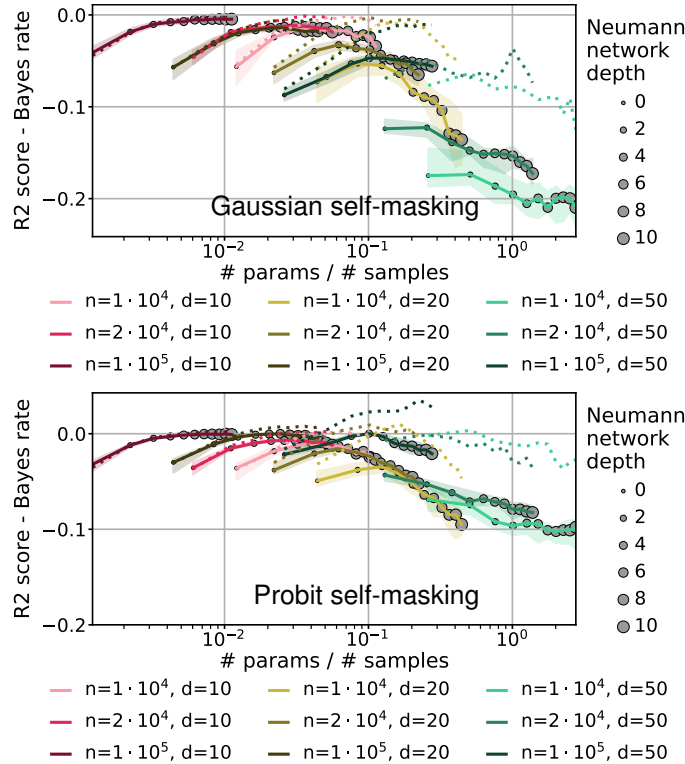 0.0
−0.1
−0.2
R2 score - Bayes rate
Gaussian self-masking
10⁻² 10⁻¹ 10⁰
# params / # samples
Neumann
network
depth
0
2
4
6
8
10
n=1 · 10⁴, d=10 n=1 · 10⁴, d=20 n=1 · 10⁴, d=50
n=2 · 10⁴, d=10 n=2 · 10⁴, d=20 n=2 · 10⁴, d=50
n=1 · 10⁵, d=10 n=1 · 10⁵, d=20 n=1 · 10⁵, d=50
0.0
−0.1
−0.2
R2 score - Bayes rate
Probit self-masking
10⁻² 10⁻¹ 10⁰
# params / # samples
Neumann
network
depth
0
2
4
6
8
10
n=1 · 10⁴, d=10 n=1 · 10⁴, d=20 n=1 · 10⁴, d=50
n=2 · 10⁴, d=10 n=2 · 10⁴, d=20 n=2 · 10⁴, d=50
n=1 · 10⁵, d=10 n=1 · 10⁵, d=20 n=1 · 10⁵, d=50